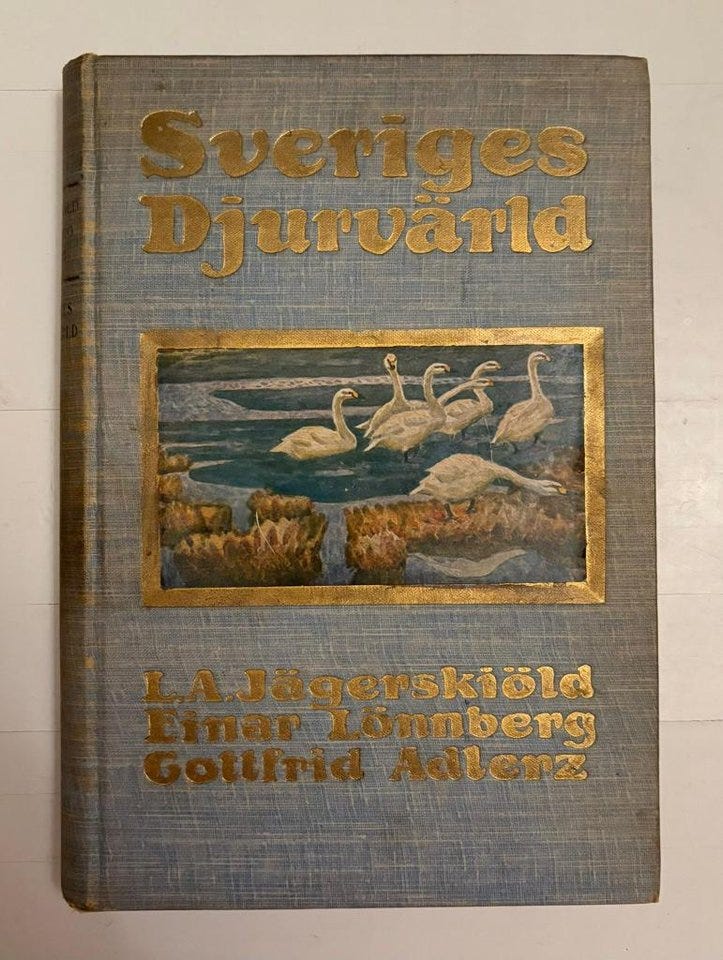 Sveriges
Djurvärld
L.A. Jägerskiöld
Einar Lönnberg
Gottfrid Adlerz